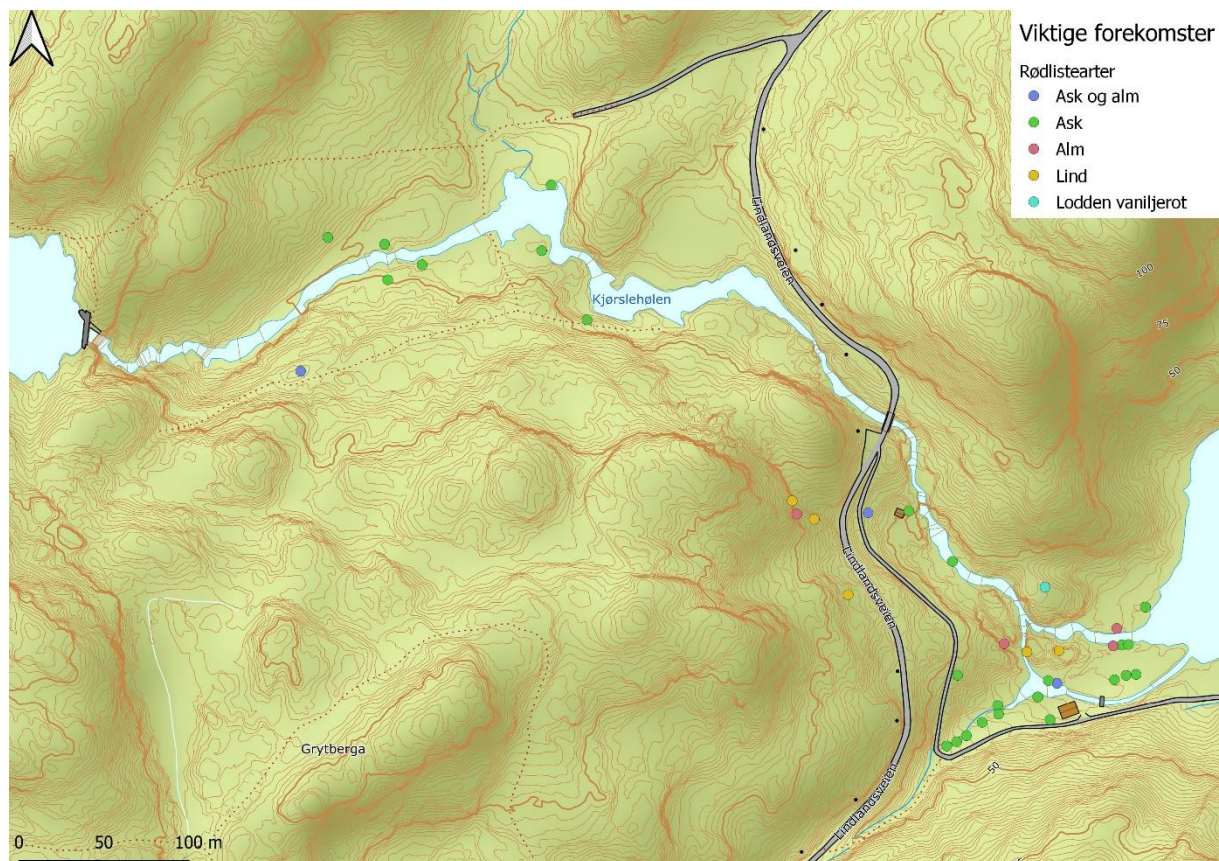 Viktige forekomster
Rødlistearter
Ask og alm
Ask
Alm
Lind
Lodden vaniljerot
Lindlandsveien
100
Kjørslehølen
75
50
Lindlandsveien
Grytberga
50
Lindlandsveien
0 50 100 m